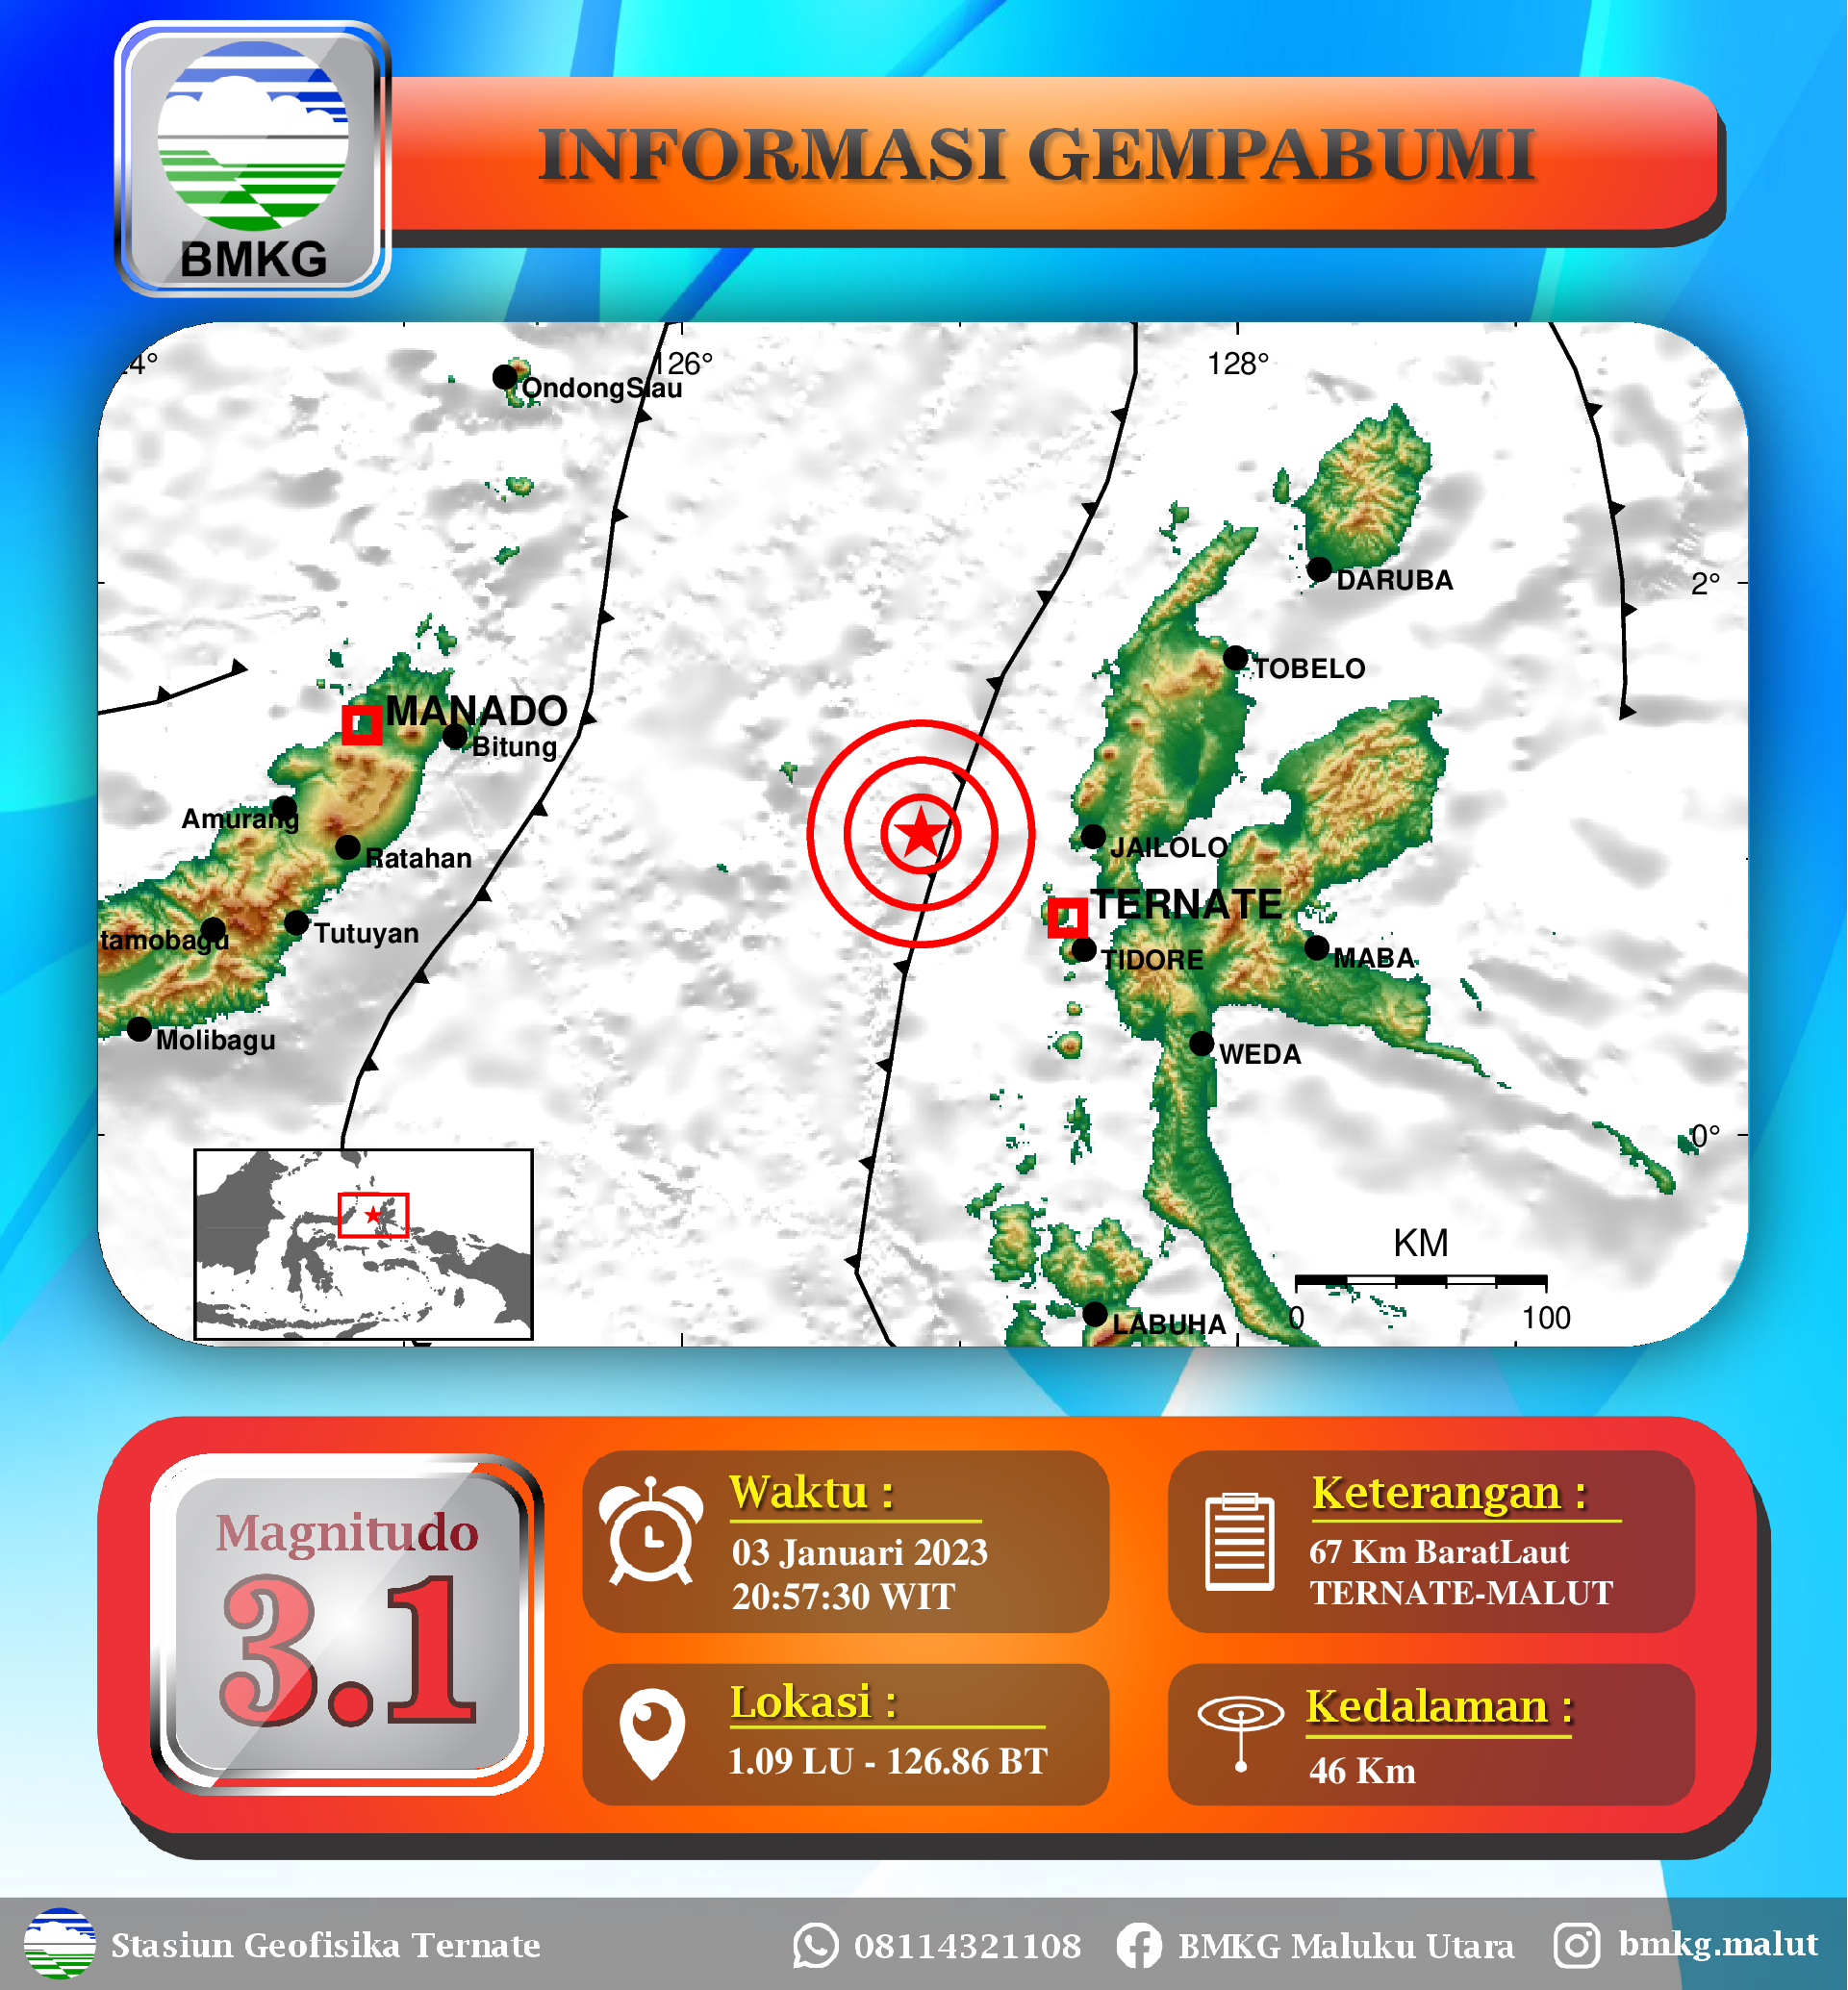 BMKG
INFORMASI GEMPABUMI
126°
128°
OndongSiau
DARUBA
2°
TOBELO
MANADO
Bitung
Amurang
Ratahan
JAILOLO
TERNATE
tamobagu
Tutuyan
TIDORE
MABA
Molibagu
WEDA
0°
KM
0 100
LABUHA
Magnitudo
3.1
Waktu :
03 Januari 2023
20:57:30 WIT
Keterangan :
67 Km BaratLaut
TERNATE-MALUT
Lokasi :
1.09 LU - 126.86 BT
Kedalaman :
46 Km
Stasiun Geofisika Ternate 08114321108 BMKG Maluku Utara bmkg.malut